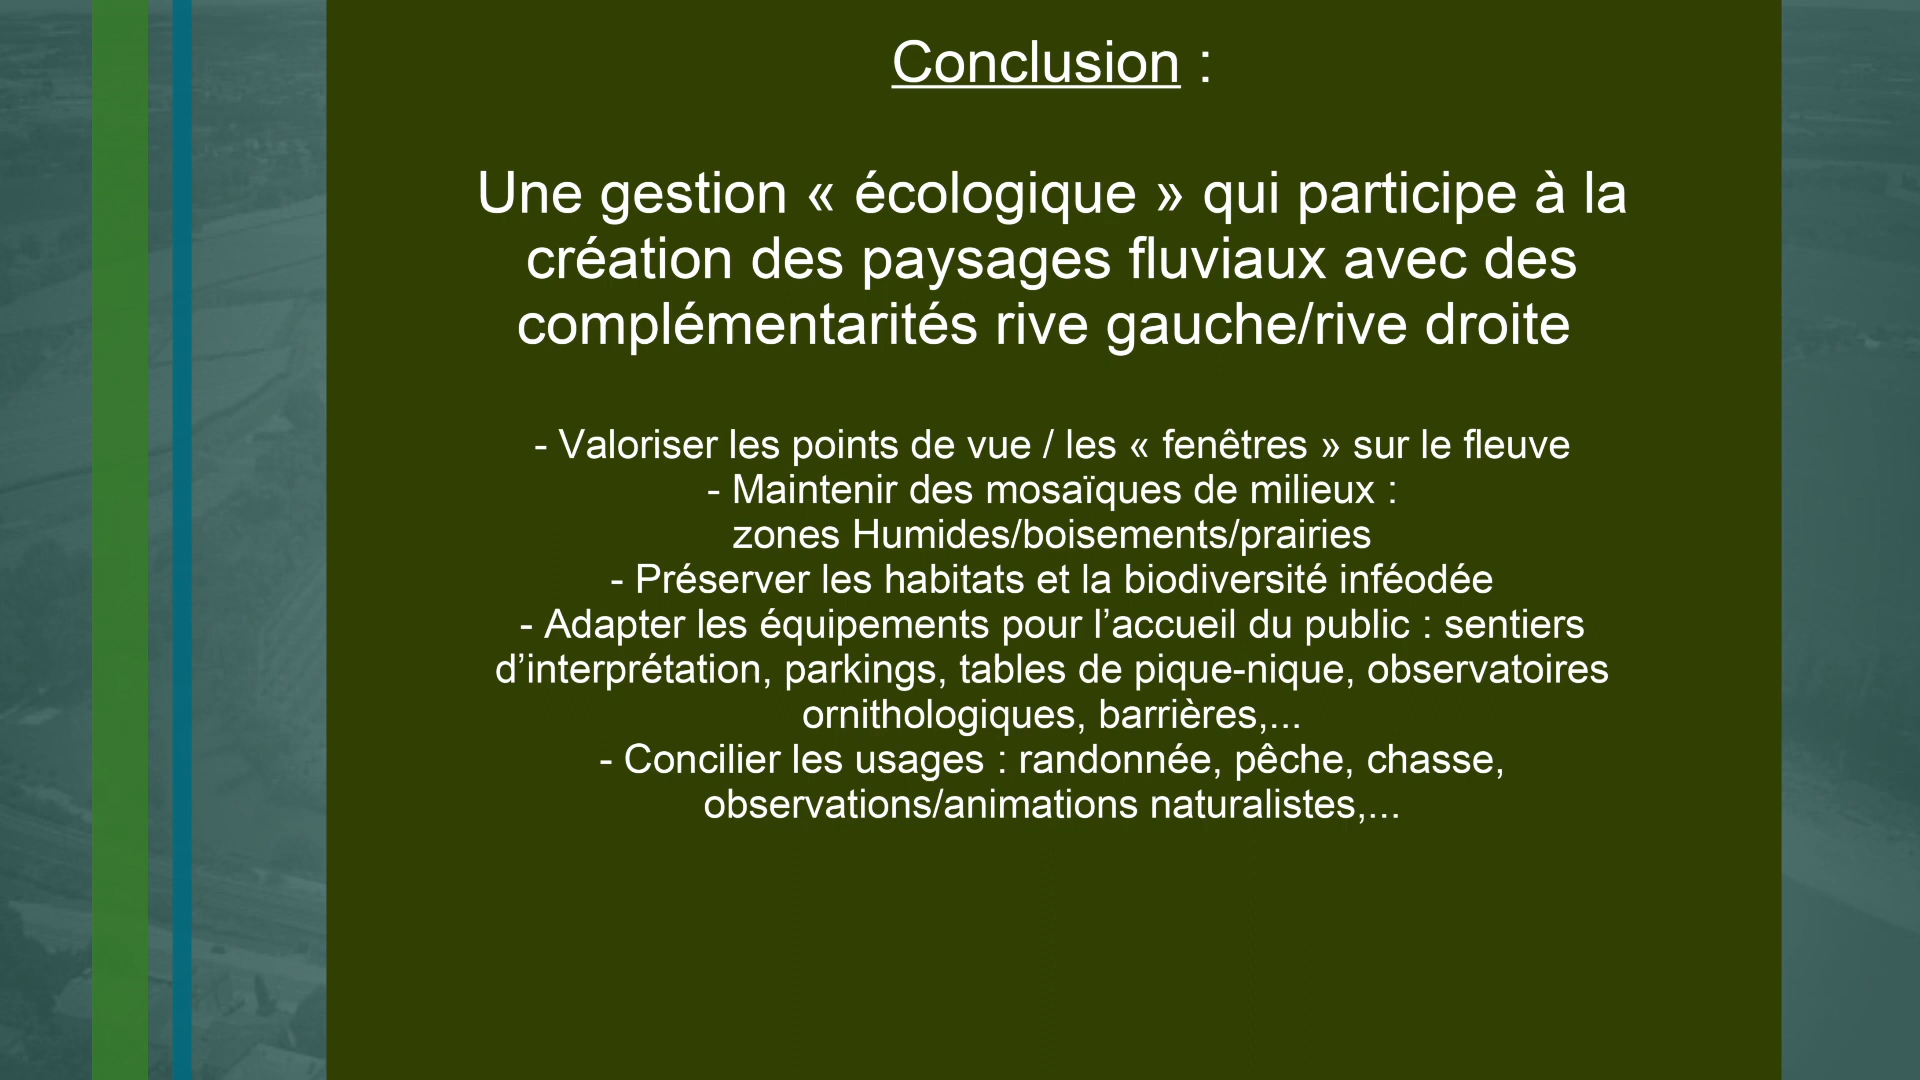 Conclusion :
Une gestion « écologique » qui participe à la
création des paysages fluviaux avec des
complémentarités rive gauche/rive droite
- Valoriser les points de vue / les « fenêtres » sur le fleuve
- Maintenir des mosaïques de milieux :
zones Humides/boisements/prairies
- Préserver les habitats et la biodiversité inféodée
- Adapter les équipements pour l’accueil du public : sentiers
d’interprétation, parkings, tables de pique-nique, observatoires
ornithologiques, barrières,...
- Concilier les usages : randonnée, pêche, chasse,
observations/animations naturalistes,...